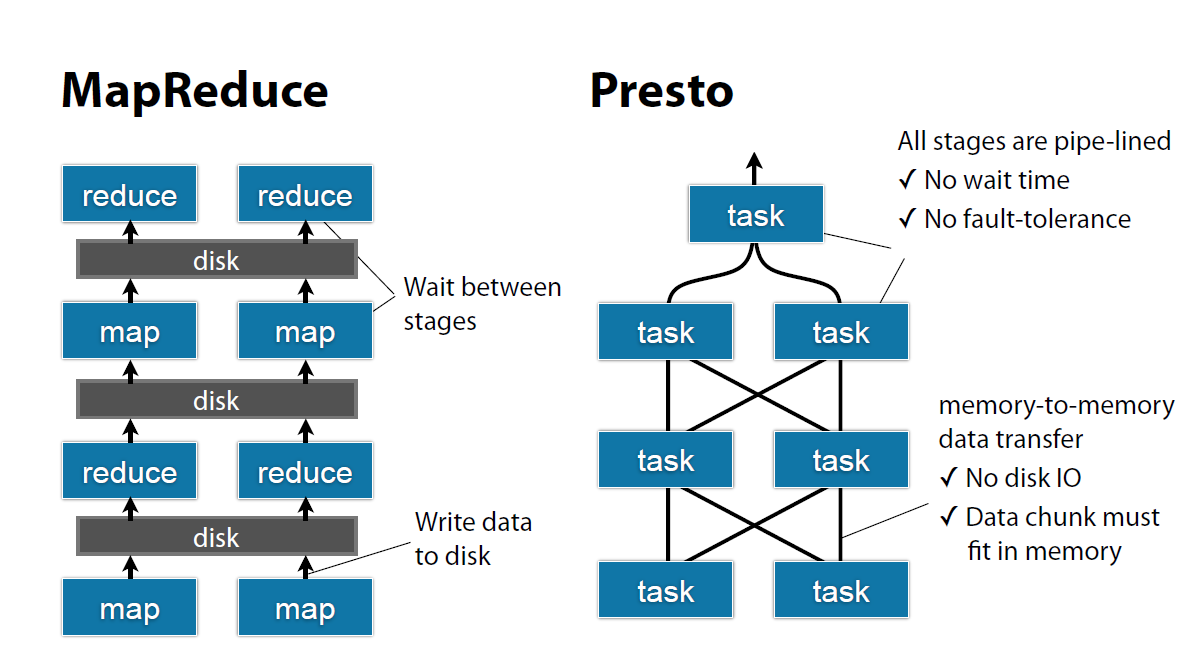 MapReduce
reduce
reduce
disk
map
map
Wait between
stages
disk
reduce
reduce
disk
Write data
to disk
map
map
Presto
All stages are pipe-lined
✓ No wait time
✓ No fault-tolerance
task
task
task
memory-to-memory
data transfer
✓ No disk IO
✓ Data chunk must
fit in memory
task
task
task
task